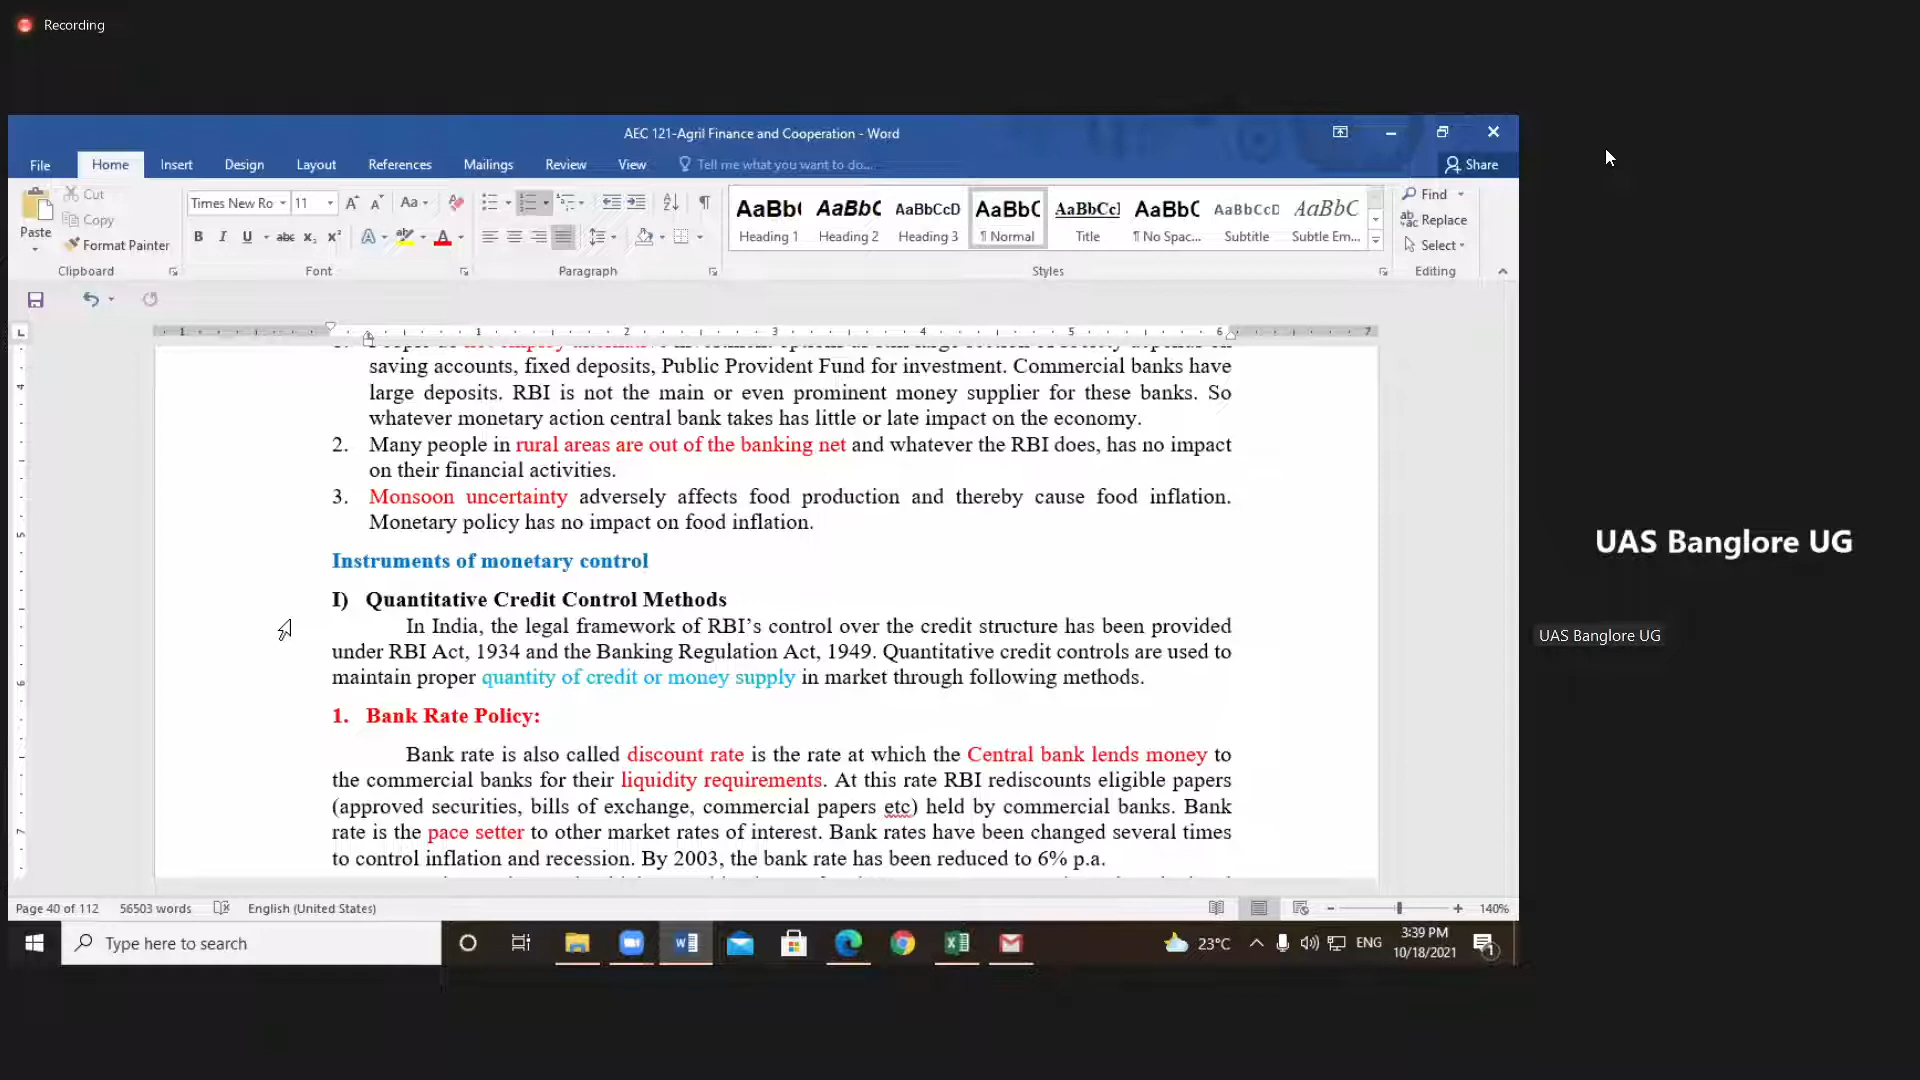 Recording
AEC 121-Agril Finance and Cooperation - Word
File Home Insert Design Layout References Mailings Review View Tell me what you want to do... Share
Paste
Cut
Copy
Format Painter
Clipboard
Times New Ro 11
Font
Paragraph
AaBb( AaBbC AaBbCcD AaBbC AaBbCcl AaBbC AaBbCcD AaBbC
Heading 1 Heading 2 Heading 3 ¶ Normal Title ¶ No Spac... Subtitle Subtle Em...
Styles
Find
Replace
Select
Editing
saving accounts, fixed deposits, Public Provident Fund for investment. Commercial banks have
large deposits. RBI is not the main or even prominent money supplier for these banks. So
whatever monetary action central bank takes has little or late impact on the economy.
2. Many people in rural areas are out of the banking net and whatever the RBI does, has no impact
on their financial activities.
3. Monsoon uncertainty adversely affects food production and thereby cause food inflation.
Monetary policy has no impact on food inflation.
Instruments of monetary control
I) Quantitative Credit Control Methods
In India, the legal framework of RBI’s control over the credit structure has been provided
under RBI Act, 1934 and the Banking Regulation Act, 1949. Quantitative credit controls are used to
maintain proper quantity of credit or money supply in market through following methods.
1. Bank Rate Policy:
Bank rate is also called discount rate is the rate at which the Central bank lends money to
the commercial banks for their liquidity requirements. At this rate RBI rediscounts eligible papers
(approved securities, bills of exchange, commercial papers etc) held by commercial banks. Bank
rate is the pace setter to other market rates of interest. Bank rates have been changed several times
to control inflation and recession. By 2003, the bank rate has been reduced to 6% p.a.
Page 40 of 112 56503 words English (United States) 140%
Type here to search
23°C ENG
3:39 PM
10/18/2021
1
UAS Banglore UG
UAS Banglore UG